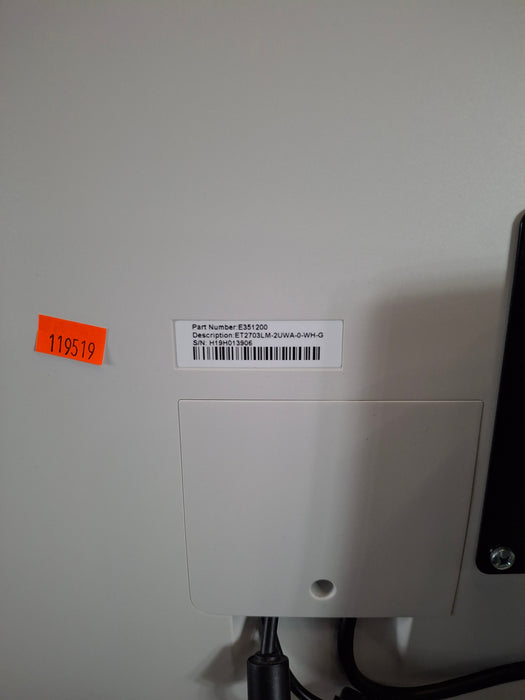 Part Number:E351200
Description:ET2703LM-2UWA-0-WH-G
S/N: H19H013906
119519